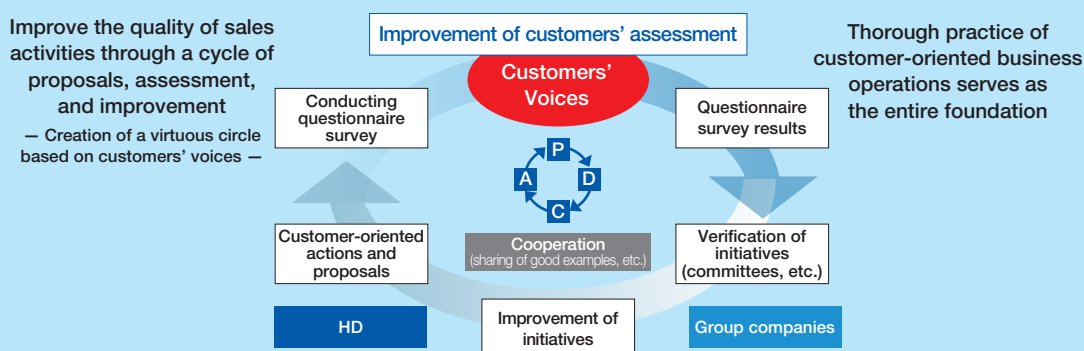 Improve the quality of sales
activities through a cycle of
proposals, assessment,
and improvement
— Creation of a virtuous circle
based on customers' voices —
Improvement of customers' assessment
Customers'
Voices
Thorough practice of
customer-oriented business
operations serves as
the entire foundation
Conducting
questionnaire
survey
Questionnaire
survey results
P
A
D
C
Customer-oriented
actions and
proposals
Cooperation
(sharing of good examples, etc.)
Verification of
initiatives
(committees, etc.)
HD
Improvement of
initiatives
Group companies